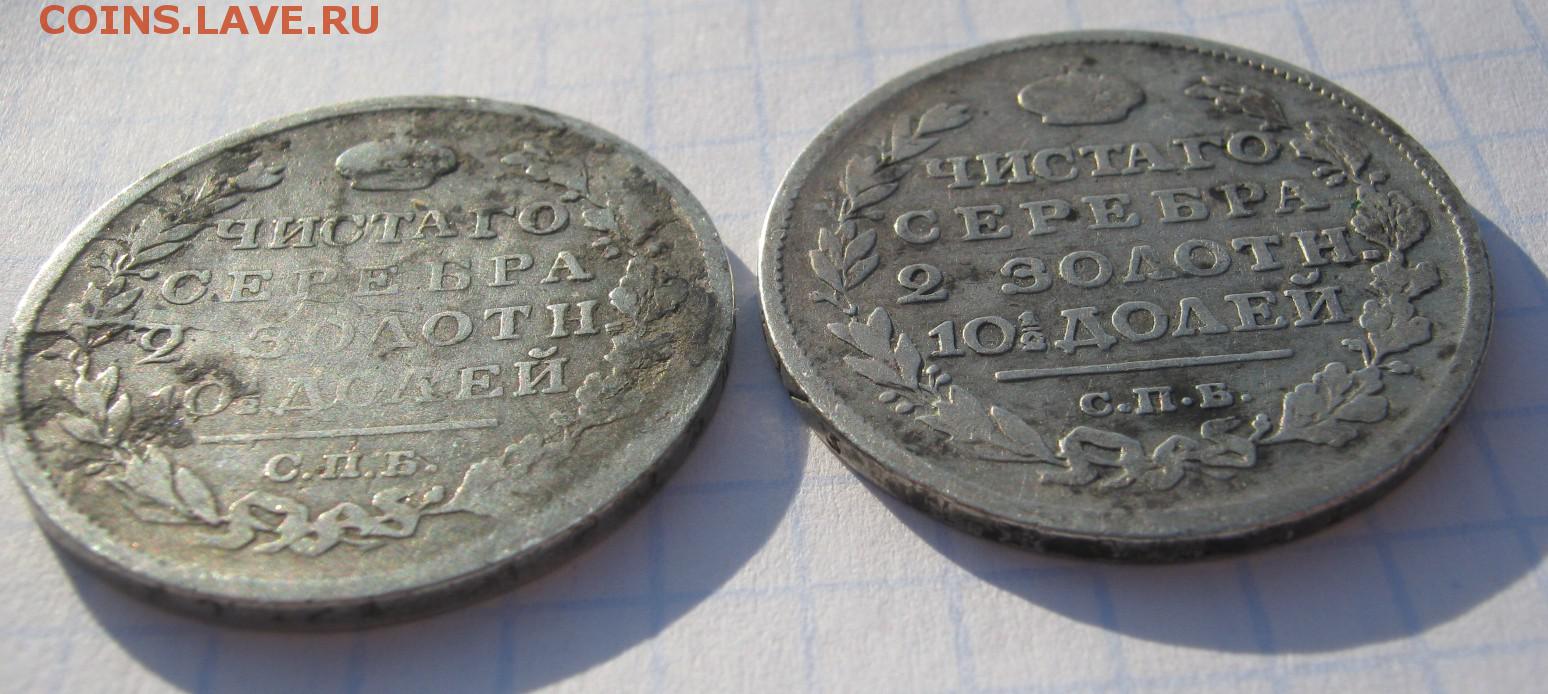 COINS.LAVE.RU
ЧИСТАГО
СЕРЕБРА
2 ЗОЛОТН.
10½ ДОЛЕЙ
С.П.Б.
ЧИСТАГО
СЕРЕБРА
2 ЗОЛОТН.
10½ ДОЛЕЙ
С.П.Б.